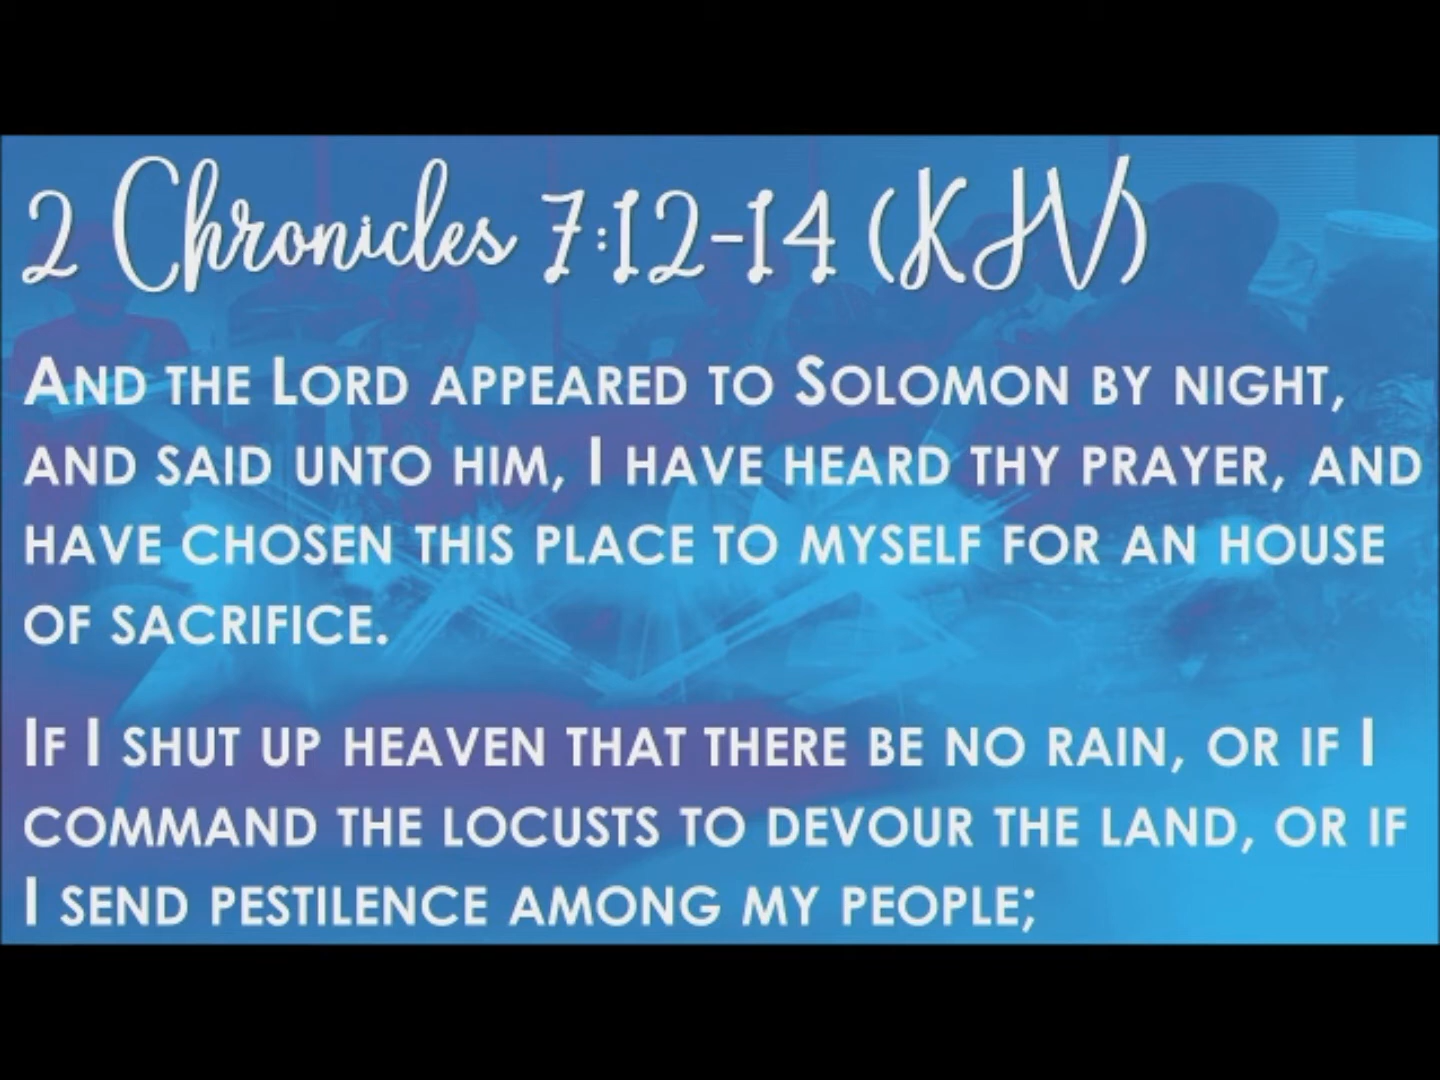 2 Chronicles 7:12-14 (KJV)
And the Lord appeared to Solomon by night,
and said unto him, I have heard thy prayer, and
have chosen this place to myself for an house
of sacrifice.
If I shut up heaven that there be no rain, or if I
command the locusts to devour the land, or if
I send pestilence among my people;